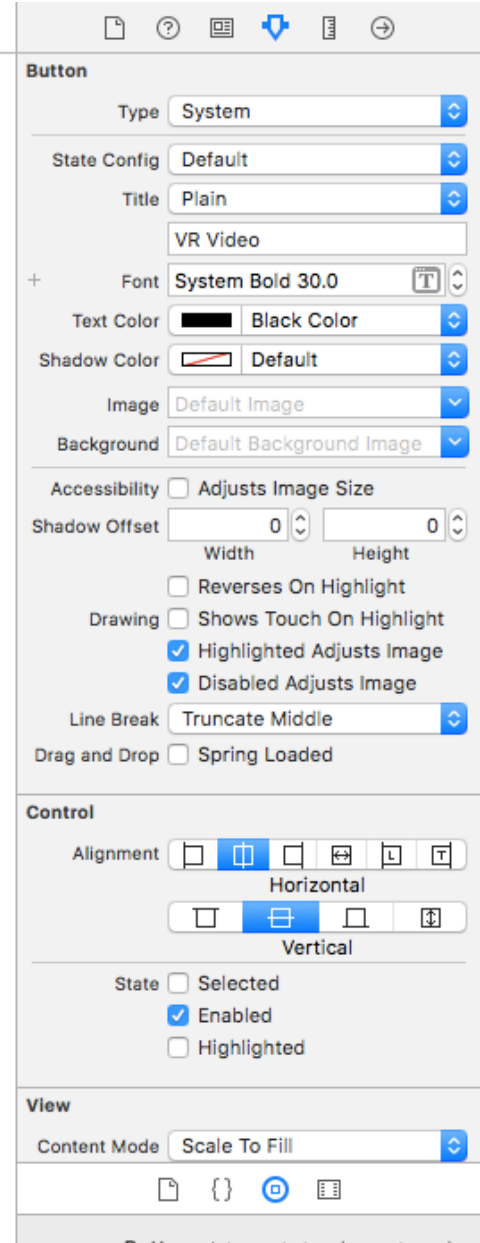 Button
Type System
State Config Default
Title Plain
VR Video
+ Font System Bold 30.0 T
Text Color Black Color
Shadow Color Default
Image Default Image
Background Default Background Image
Accessibility Adjusts Image Size
Shadow Offset 0 0
Width Height
Reverses On Highlight
Drawing Shows Touch On Highlight
Highlighted Adjusts Image
Disabled Adjusts Image
Line Break Truncate Middle
Drag and Drop Spring Loaded
Control
Alignment L T
Horizontal
Vertical
State Selected
Enabled
Highlighted
View
Content Mode Scale To Fill
{ }